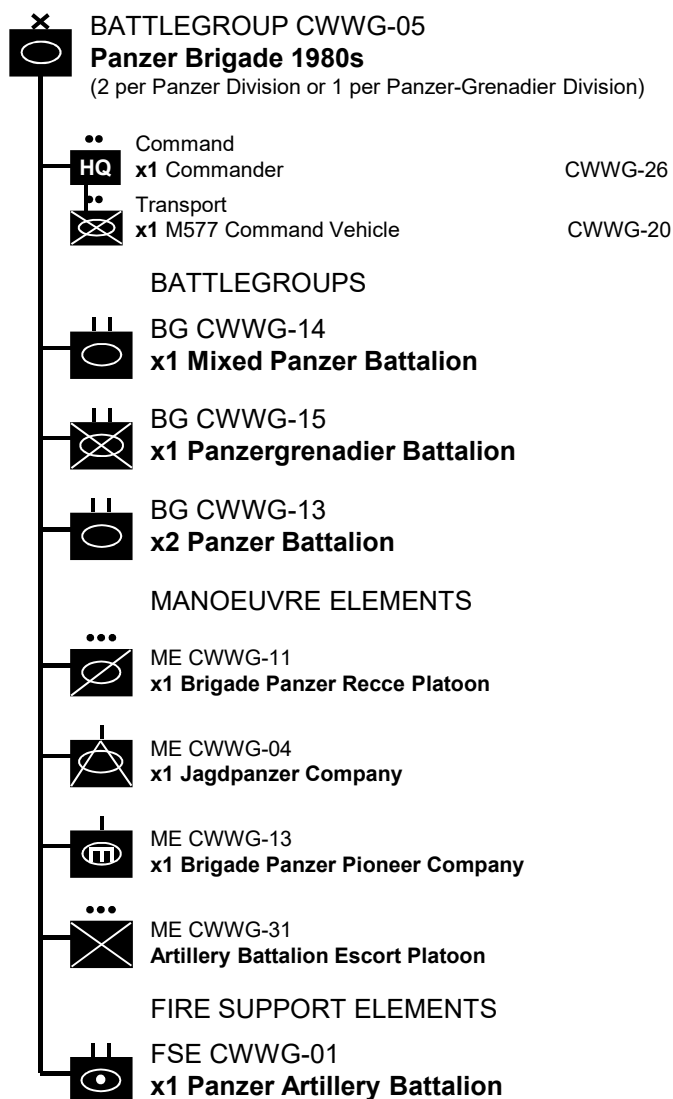 BATTLEGROUP CWWG-05
Panzer Brigade 1980s
(2 per Panzer Division or 1 per Panzer-Grenadier Division)
Command
HQ x1 Commander CWWG-26
Transport
x1 M577 Command Vehicle CWWG-20
BATTLEGROUPS
BG CWWG-14
x1 Mixed Panzer Battalion
BG CWWG-15
x1 Panzergrenadier Battalion
BG CWWG-13
x2 Panzer Battalion
MANOEUVRE ELEMENTS
ME CWWG-11
x1 Brigade Panzer Recce Platoon
ME CWWG-04
x1 Jagdpanzer Company
ME CWWG-13
x1 Brigade Panzer Pioneer Company
ME CWWG-31
Artillery Battalion Escort Platoon
FIRE SUPPORT ELEMENTS
FSE CWWG-01
x1 Panzer Artillery Battalion